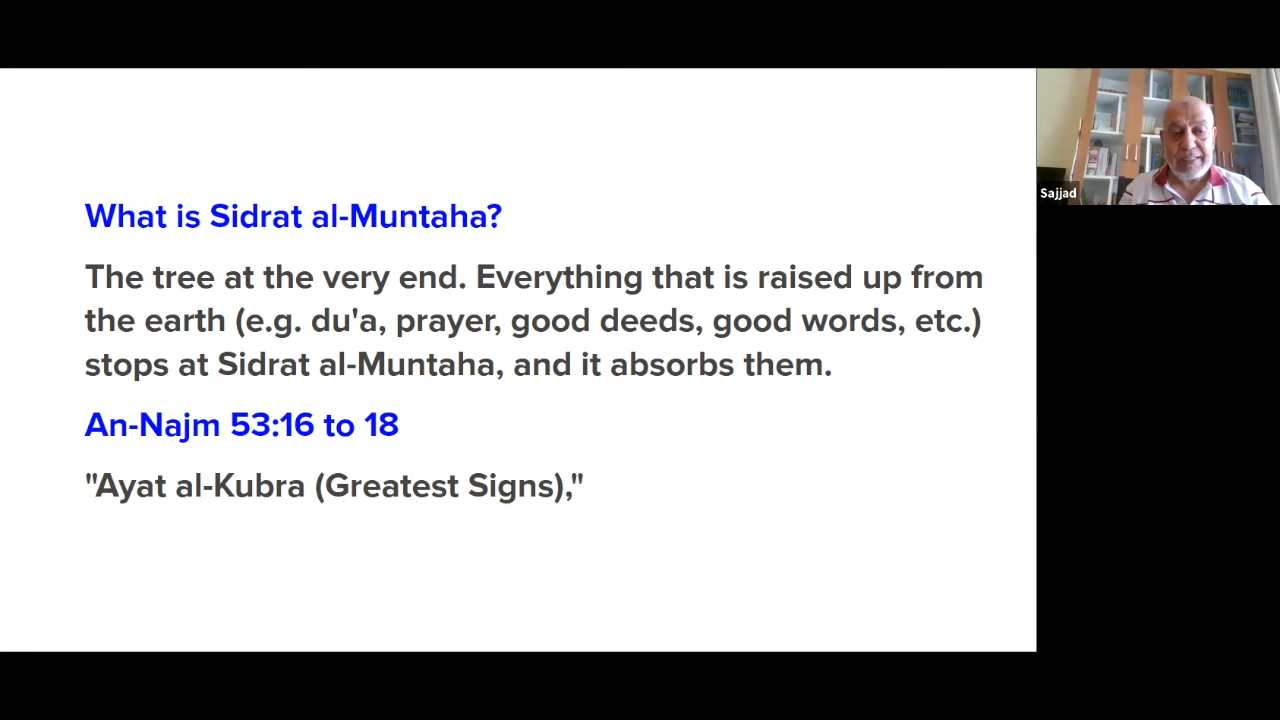 What is Sidrat al-Muntaha?
The tree at the very end. Everything that is raised up from
the earth (e.g. du'a, prayer, good deeds, good words, etc.)
stops at Sidrat al-Muntaha, and it absorbs them.
An-Najm 53:16 to 18
"Ayat al-Kubra (Greatest Signs),"
Sajjad